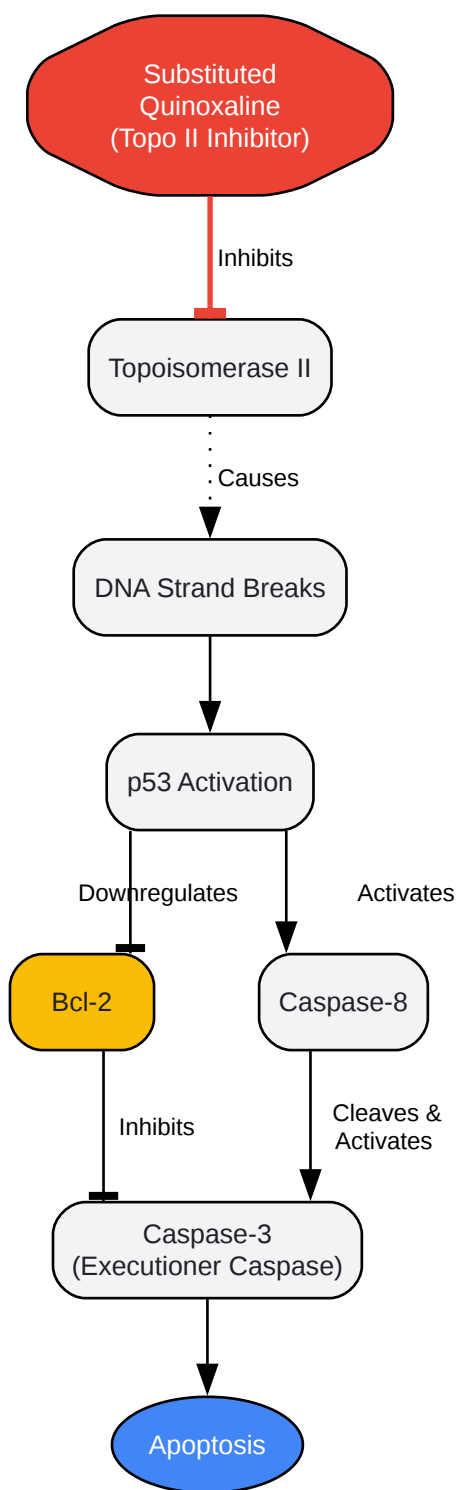 Substituted
Quinoxaline
(Topo II Inhibitor)
Inhibits
Topoisomerase II
Causes
DNA Strand Breaks
p53 Activation
Downregulates
Activates
Bcl-2
Caspase-8
Inhibits
Cleaves &
Activates
Caspase-3
(Executioner Caspase)
Apoptosis